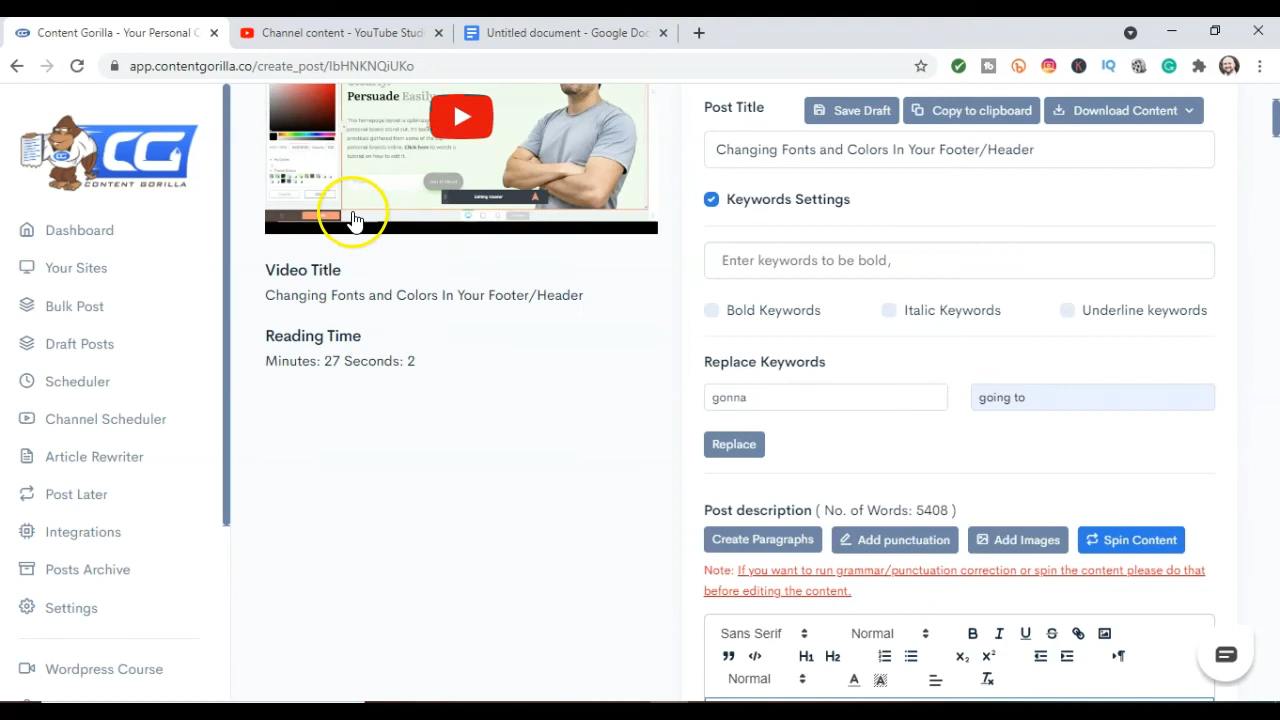 Content Gorilla - Your Personal C
Channel content - YouTube Stud
Untitled document - Google Doc
app.contentgorilla.co/create_post/IbHNKNQiUKo
CG
CONTENT GORILLA
Dashboard
Your Sites
Bulk Post
Draft Posts
Scheduler
Channel Scheduler
Article Rewriter
Post Later
Integrations
Posts Archive
Settings
Wordpress Course
Persuade Easily
Video Title
Changing Fonts and Colors In Your Footer/Header
Reading Time
Minutes: 27 Seconds: 2
Post Title
Save Draft
Copy to clipboard
Download Content
Changing Fonts and Colors In Your Footer/Header
Keywords Settings
Enter keywords to be bold,
Bold Keywords
Italic Keywords
Underline keywords
Replace Keywords
gonna
going to
Replace
Post description ( No. of Words: 5408 )
Create Paragraphs
Add punctuation
Add Images
Spin Content
Note: If you want to run grammar/punctuation correction or spin the content please do that
before editing the content.
Sans Serif
Normal
B I U S
H1 H2
X₂ X²
Normal
A A